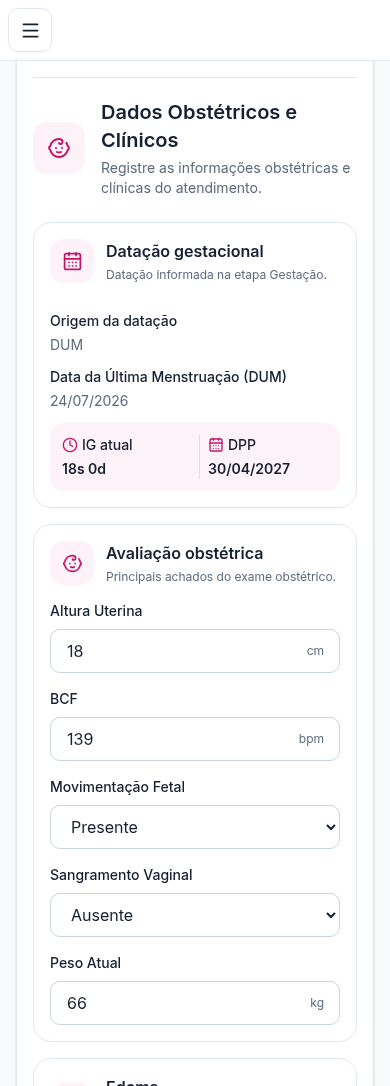 Dados Obstétricos e
Clínicos
Registre as informações obstétricas e
clínicas do atendimento.
Datação gestacional
Datação informada na etapa Gestação.
Origem da datação
DUM
Data da Última Menstruação (DUM)
24/07/2026
IG atual
18s 0d
DPP
30/04/2027
Avaliação obstétrica
Principais achados do exame obstétrico.
Altura Uterina
18 cm
BCF
139 bpm
Movimentação Fetal
Presente
Sangramento Vaginal
Ausente
Peso Atual
66 kg